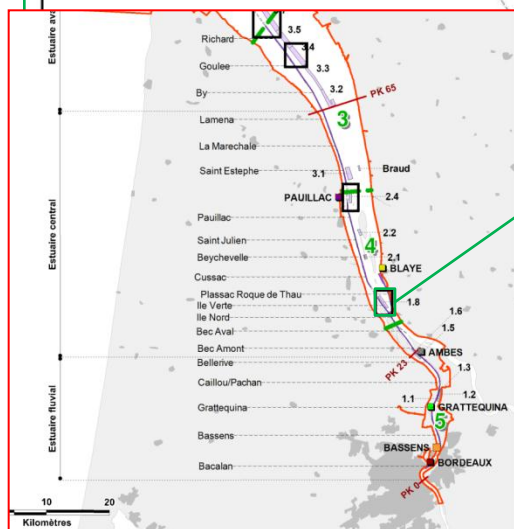 Estuaire ava
Richard
3.5
3.4
Goulee
3.3
By
3.2
PK 65
Lamena
3
La Marechale
Saint Estephe
3.1
Braud
PAUILLAC
2.4
Pauillac
2.2
Saint Julien
4
Beychevelle
2.1
BLAYE
Cussac
Plassac Roque de Thau
1.8
Ile Verte
Ile Nord
1.6
Bec Aval
1.5
Bec Amont
AMBES
PK 23
Bellerive
1.3
Caillou/Pachan
1.2
1.1
Grattequina
GRATTEQUINA
5
Bassens
BASSENS
Bacalan
BORDEAUX
PK 0
Estuaire central
Estuaire fluvial
10 20
Kilomètres